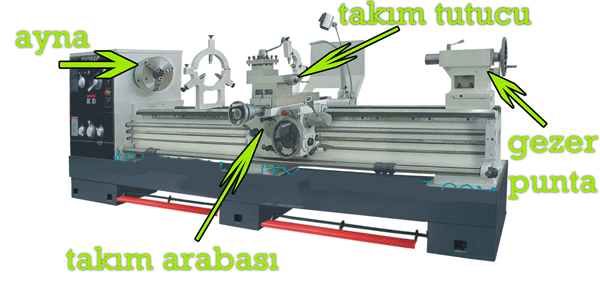 takım tutucu
ayna
gezer
punta
takım arabası